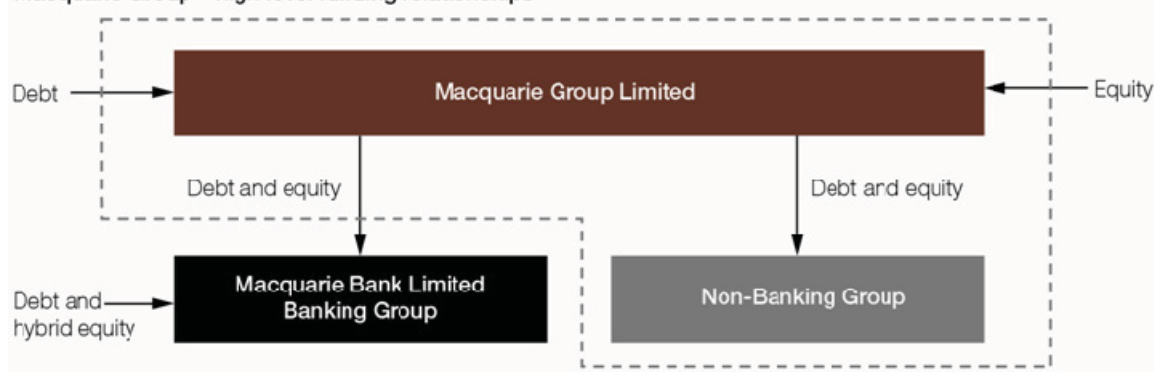 Debt
Macquarie Group Limited
Equity
Debt and equity
Debt and equity
Macquarie Bank Limited
Banking Group
Non-Banking Group
Debt and
hybrid equity